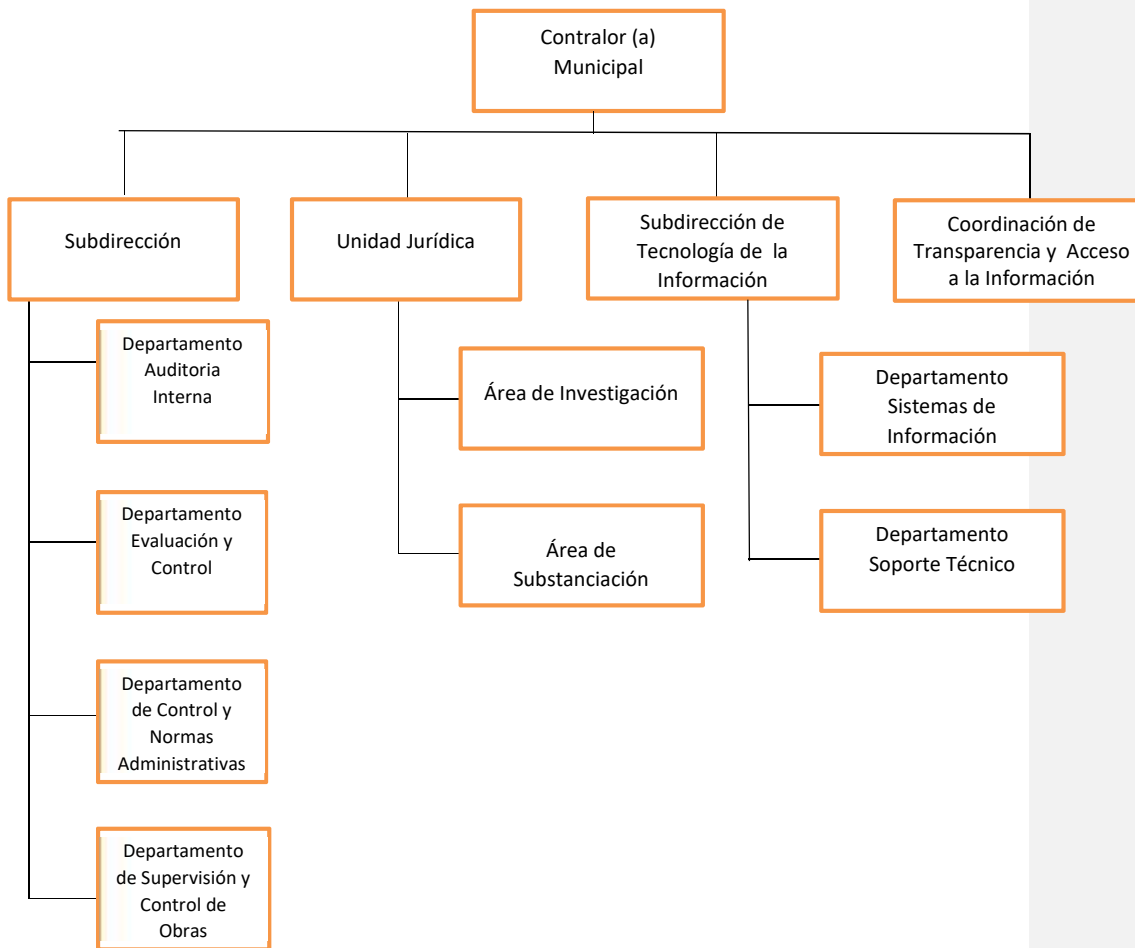 Contralor (a)
Municipal
Subdirección
Unidad Jurídica
Subdirección de
Tecnología de la
Información
Coordinación de
Transparencia y Acceso
a la Información
Departamento
Auditoria
Interna
Departamento
Evaluación y
Control
Departamento
de Control y
Normas
Administrativas
Departamento
de Supervisión y
Control de
Obras
Área de Investigación
Área de
Substanciación
Departamento
Sistemas de
Información
Departamento
Soporte Técnico